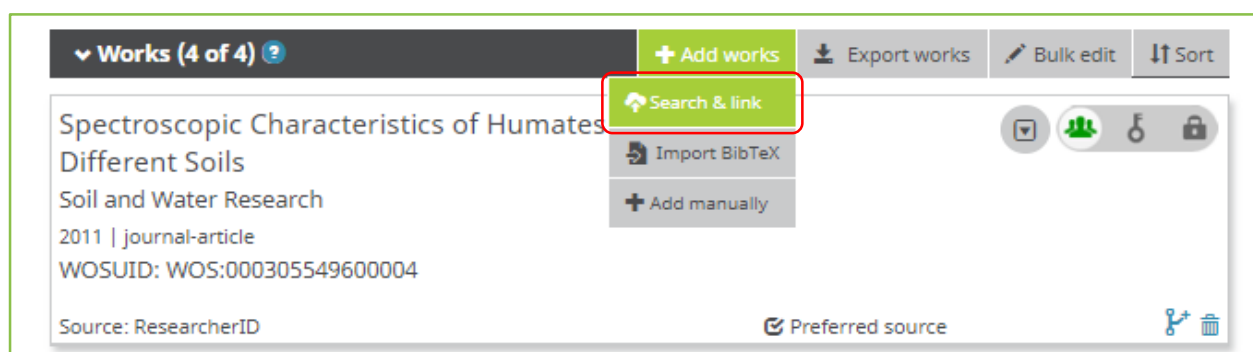 Works (4 of 4) ?
Add works
Export works
Bulk edit
Sort
Search & link
Import BibTeX
Add manually
Spectroscopic Characteristics of Humates
Different Soils
Soil and Water Research
2011 | journal-article
WOSUID: WOS:000305549600004
Source: ResearcherID
Preferred source